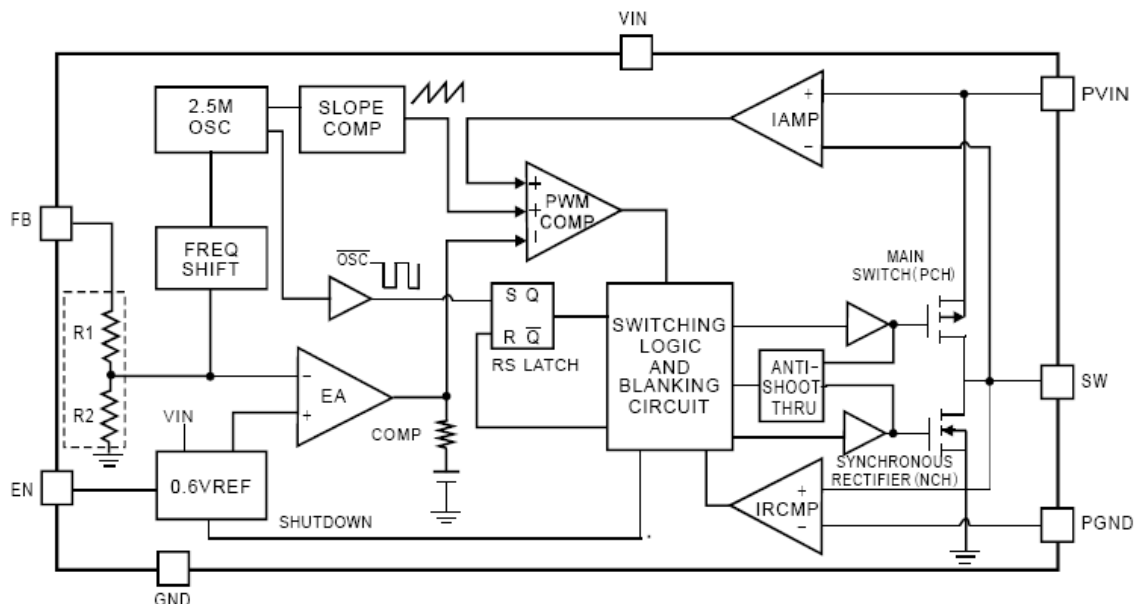 VIN
PVIN
2.5M
OSC
SLOPE
COMP
+
IAMP
−
FB
FREQ
SHIFT
+
+
−
PWM
COMP
OSC
S Q
R Q
RS LATCH
SWITCHING
LOGIC
AND
BLANKING
CIRCUIT
MAIN
SWITCH(PCH)
ANTI-
SHOOT
THRU
SW
R1
R2
−
EA
+
COMP
VIN
EN
0.6VREF
SHUTDOWN
SYNCHRONOUS
RECTIFIER(NCH)
+
IRCMP
−
PGND
GND